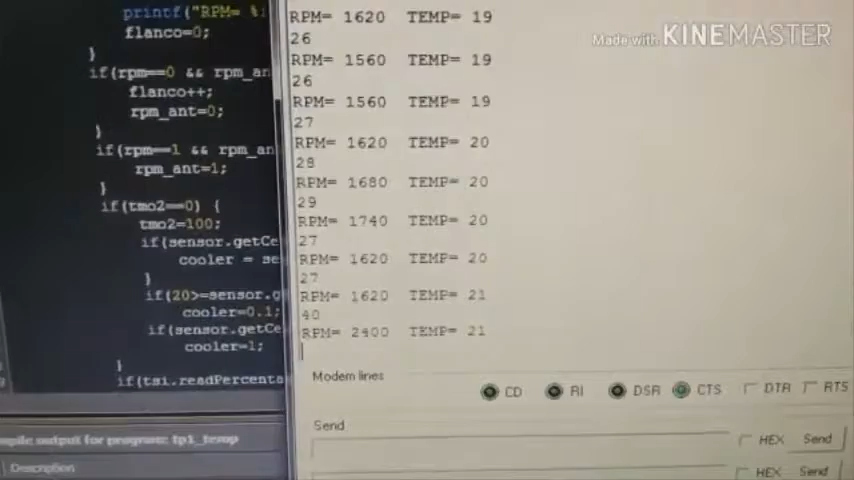 printf("RPM= %:
flanco=0;
}
if(rpm==0 && rpm_an
flanco++;
rpm_ant=0;
}
if(rpm==1 && rpm_an
rpm_ant=1;
}
if(tmo2==0) {
tmo2=100;
if(sensor.getCe
cooler = se
}
if(20>=sensor.g
cooler=0.1;
if(sensor.getCe
cooler=1;
}
if(tsi.readPercenta
mpile output for program: tp1_temp
Description
RPM= 1620 TEMP= 19
26
RPM= 1560 TEMP= 19
26
RPM= 1560 TEMP= 19
27
RPM= 1620 TEMP= 20
28
RPM= 1680 TEMP= 20
29
RPM= 1740 TEMP= 20
27
RPM= 1620 TEMP= 20
27
RPM= 1620 TEMP= 21
40
RPM= 2400 TEMP= 21
Modem lines
CD RI DSR CTS DTR RTS
Send
HEX Send
HEX Send
Made with KINEMASTER